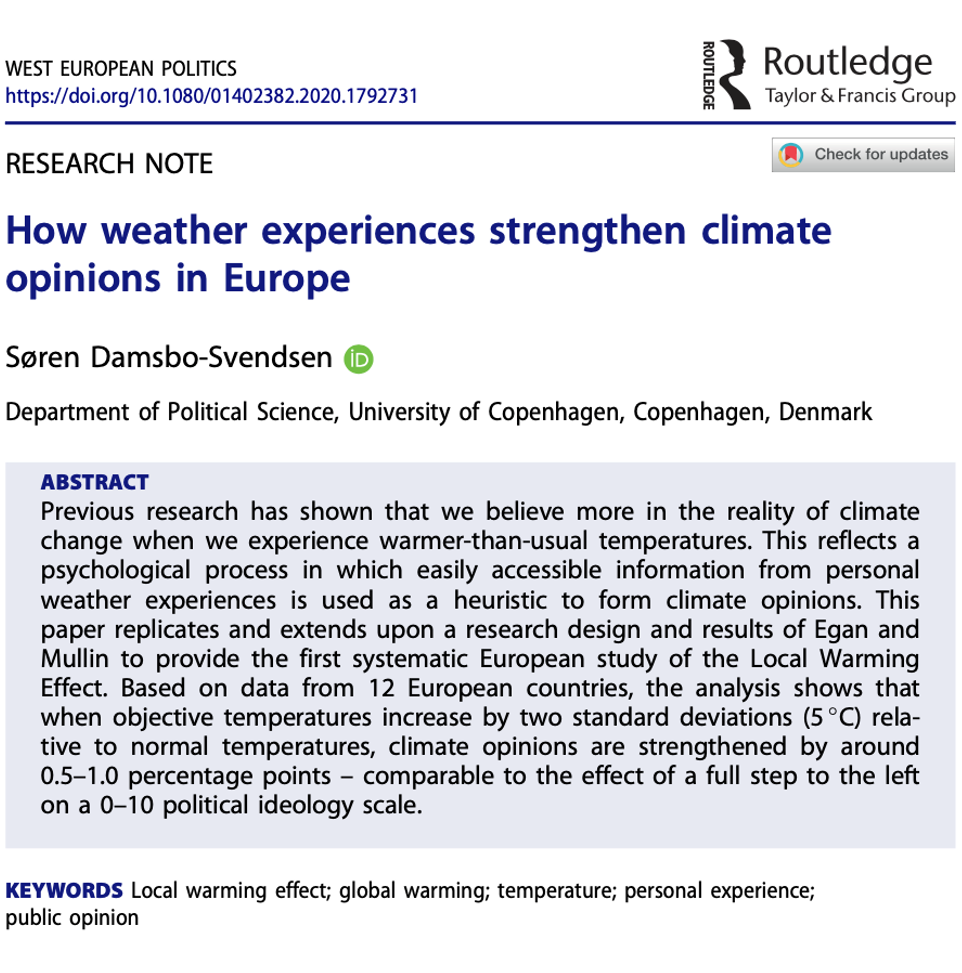 WEST EUROPEAN POLITICS
https://doi.org/10.1080/01402382.2020.1792731
ROUTLEDGE
Routledge
Taylor & Francis Group
RESEARCH NOTE
Check for updates
How weather experiences strengthen climate
opinions in Europe
Søren Damsbo-Svendsen iD
Department of Political Science, University of Copenhagen, Copenhagen, Denmark
ABSTRACT
Previous research has shown that we believe more in the reality of climate
change when we experience warmer-than-usual temperatures. This reflects a
psychological process in which easily accessible information from personal
weather experiences is used as a heuristic to form climate opinions. This
paper replicates and extends upon a research design and results of Egan and
Mullin to provide the first systematic European study of the Local Warming
Effect. Based on data from 12 European countries, the analysis shows that
when objective temperatures increase by two standard deviations (5 °C) rela-
tive to normal temperatures, climate opinions are strengthened by around
0.5–1.0 percentage points – comparable to the effect of a full step to the left
on a 0–10 political ideology scale.
KEYWORDS Local warming effect; global warming; temperature; personal experience;
public opinion